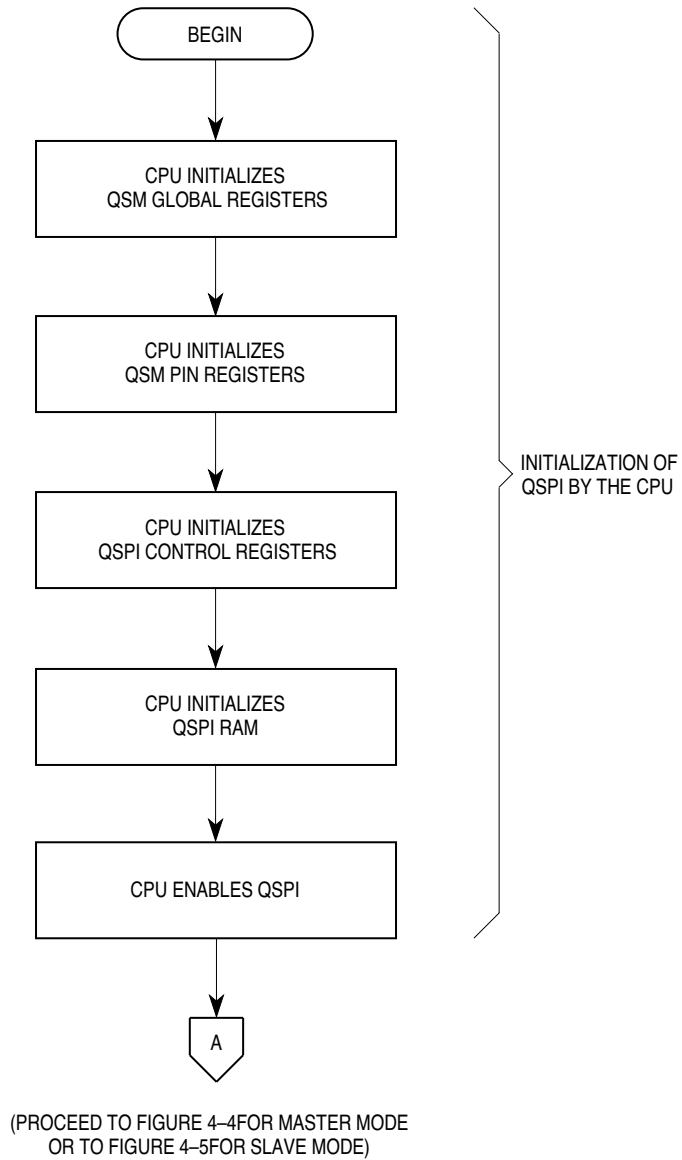 BEGIN
CPU INITIALIZES
QSM GLOBAL REGISTERS
CPU INITIALIZES
QSM PIN REGISTERS
INITIALIZATION OF
QSPI BY THE CPU
CPU INITIALIZES
QSPI CONTROL REGISTERS
CPU INITIALIZES
QSPI RAM
CPU ENABLES QSPI
A
(PROCEED TO FIGURE 4–4FOR MASTER MODE
OR TO FIGURE 4–5FOR SLAVE MODE)